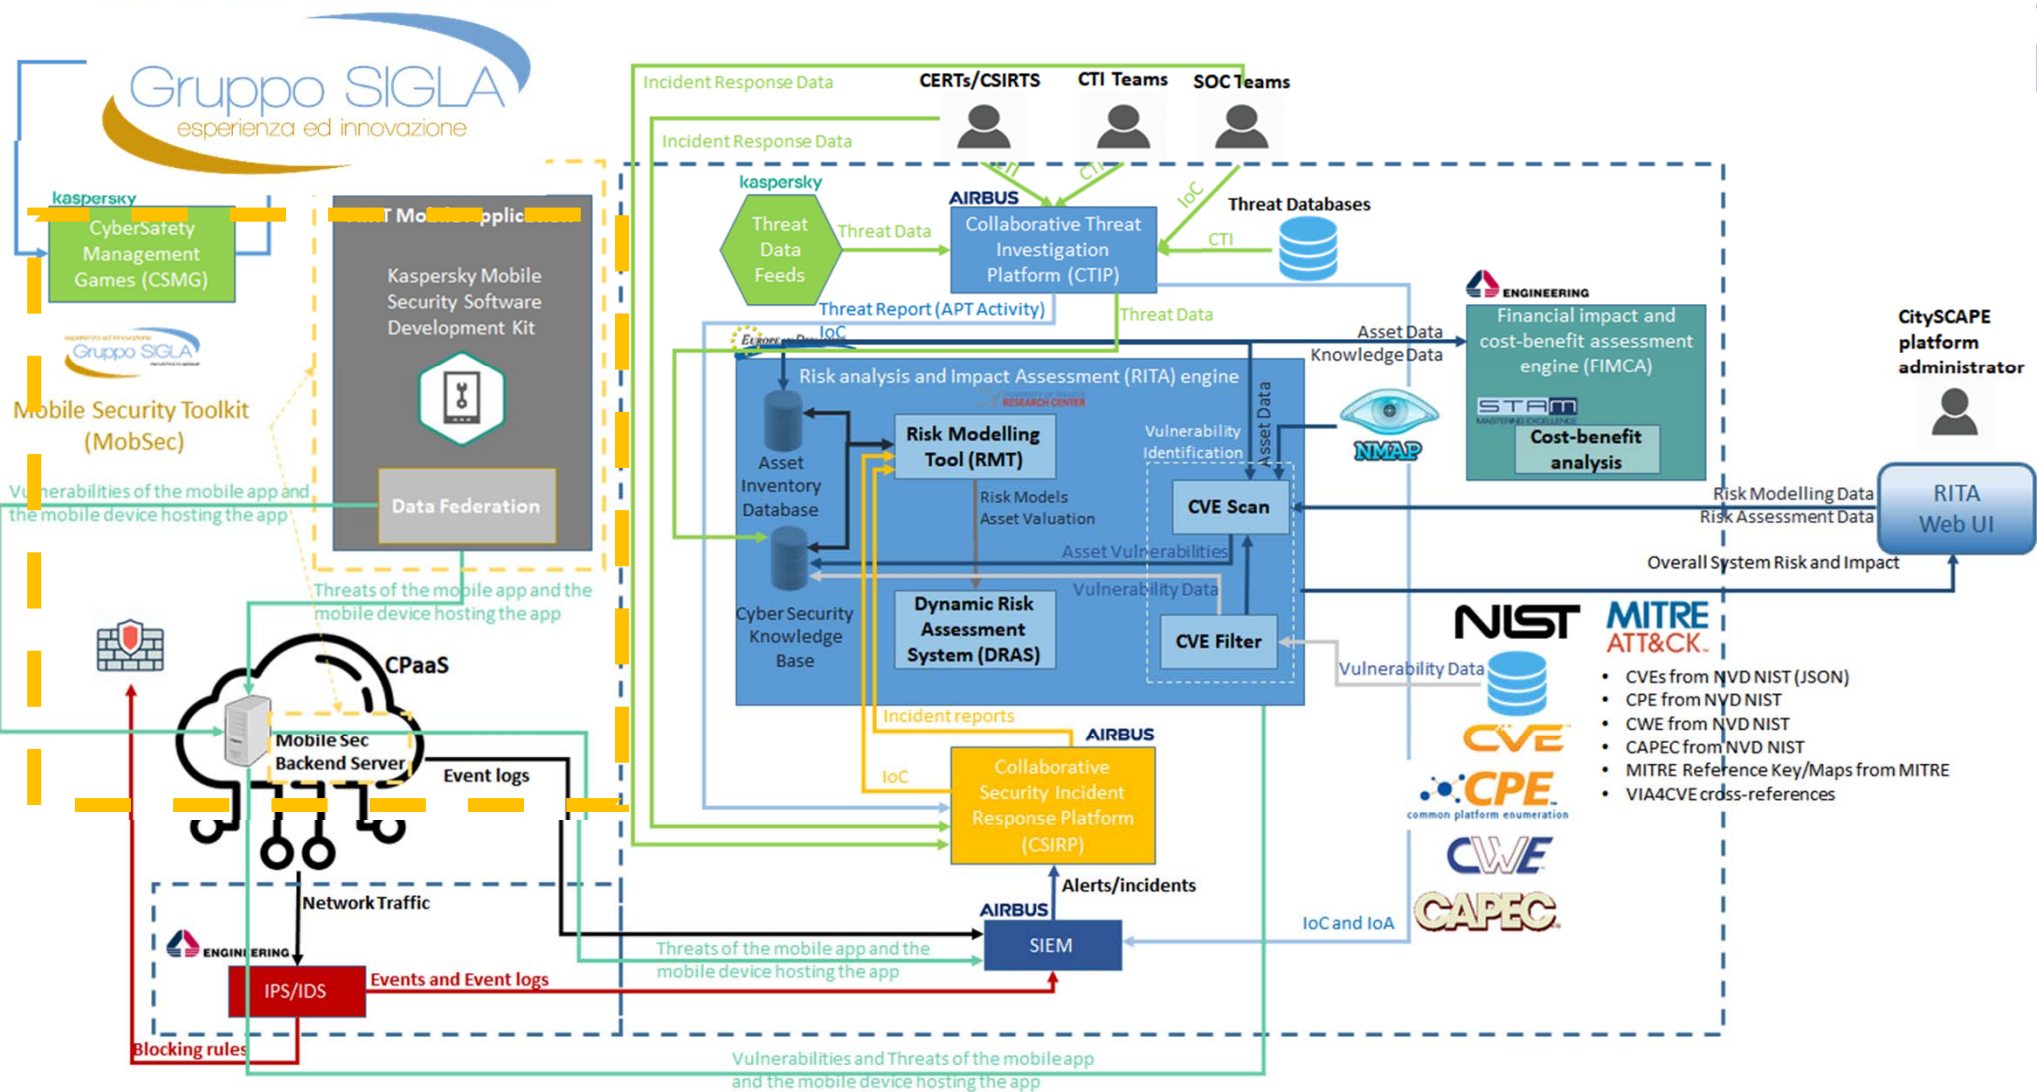 Gruppo SIGLA
esperienza ed innovazione
Incident Response Data
CERTs/CSIRTS
CTI Teams
SOC Teams
Incident Response Data
CTI
CTI
IoC
kaspersky
Threat
Data
Feeds
Threat Data
AIRBUS
Collaborative Threat
Investigation
Platform (CTIP)
Threat Databases
CTI
kaspersky
CyberSafety
Management
Games (CSMG)
T Mobile Application
Kaspersky Mobile
Security Software
Development Kit
Data Federation
esperienza ed innovazione
Gruppo SIGLA
Mobile Security Toolkit
(MobSec)
Vulnerabilities of the mobile app and
the mobile device hosting the app
Threats of the mobile app and the
mobile device hosting the app
Threat Report (APT Activity)
IoC
Threat Data
Asset Data
Knowledge Data
ENGINEERING
Financial impact and
cost-benefit assessment
engine (FIMCA)
STAM
MASTERING EXCELLENCE
Cost-benefit
analysis
CitySCAPE
platform
administrator
RITA
Web UI
Risk Modelling Data
Risk Assessment Data
Overall System Risk and Impact
Risk analysis and Impact Assessment (RITA) engine
RESEARCH CENTER
Risk Modelling
Tool (RMT)
Asset
Inventory
Database
Risk Models
Asset Valuation
Vulnerability
Identification
Asset Data
NMAP
CVE Scan
Asset Vulnerabilities
Vulnerability Data
Cyber Security
Knowledge
Base
Dynamic Risk
Assessment
System (DRAS)
CVE Filter
Vulnerability Data
NIST
MITRE
ATT&CK
• CVEs from NVD NIST (JSON)
• CPE from NVD NIST
• CWE from NVD NIST
• CAPEC from NVD NIST
• MITRE Reference Key/Maps from MITRE
• VIA4CVE cross-references
CVE
CPE
common platform enumeration
CWE
CAPEC
CPaaS
Mobile Sec
Backend Server
Event logs
Incident reports
IoC
AIRBUS
Collaborative
Security Incident
Response Platform
(CSIRP)
Alerts/incidents
AIRBUS
SIEM
IoC and IoA
Network Traffic
ENGINEERING
IPS/IDS
Events and Event logs
Threats of the mobile app and the
mobile device hosting the app
Blocking rules
Vulnerabilities and Threats of the mobile app
and the mobile device hosting the app